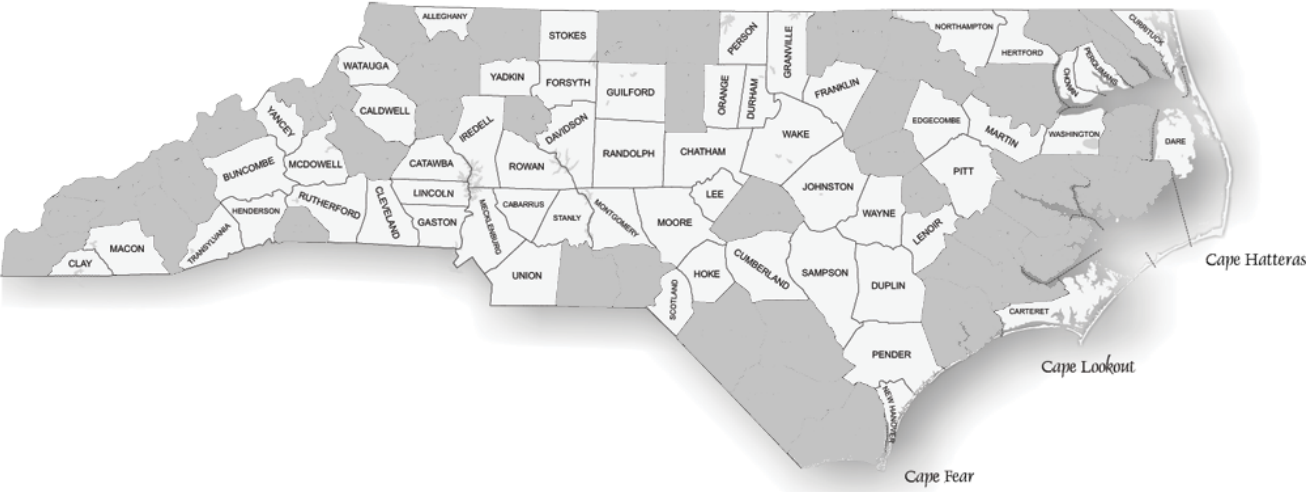 ALLEGHANY
STOKES
PERSON
GRANVILLE
NORTHAMPTON
HERTFORD
CURRITUCK
PERQUIMANS
CHOWAN
WATAUGA
YADKIN
FORSYTH
GUILFORD
ORANGE
DURHAM
FRANKLIN
CALDWELL
YANCEY
IREDELL
DAVIDSON
EDGECOMBE
MARTIN
WASHINGTON
DARE
BUNCOMBE
MCDOWELL
CATAWBA
ROWAN
RANDOLPH
CHATHAM
WAKE
PITT
LINCOLN
LEE
JOHNSTON
HENDERSON
RUTHERFORD
CLEVELAND
GASTON
MECKLENBURG
CABARRUS
STANLY
MONTGOMERY
MOORE
WAYNE
LENOIR
TRANSYLVANIA
MACON
CLAY
UNION
SCOTLAND
HOKE
CUMBERLAND
SAMPSON
DUPLIN
Cape Hatteras
CARTERET
PENDER
Cape Lookout
NEW HANOVER
Cape Fear